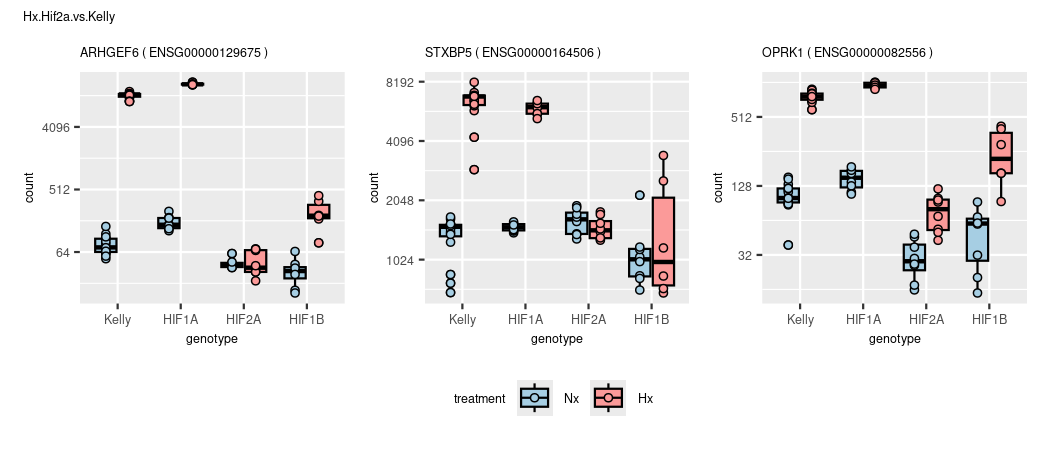 Hx.Hif2a.vs.Kelly
ARHGEF6 ( ENSG00000129675 )
STXBP5 ( ENSG00000164506 )
OPRK1 ( ENSG00000082556 )
count
4096
512
64
Kelly HIF1A HIF2A HIF1B
genotype
count
8192
4096
2048
1024
Kelly HIF1A HIF2A HIF1B
genotype
count
512
128
32
Kelly HIF1A HIF2A HIF1B
genotype
treatment Nx Hx